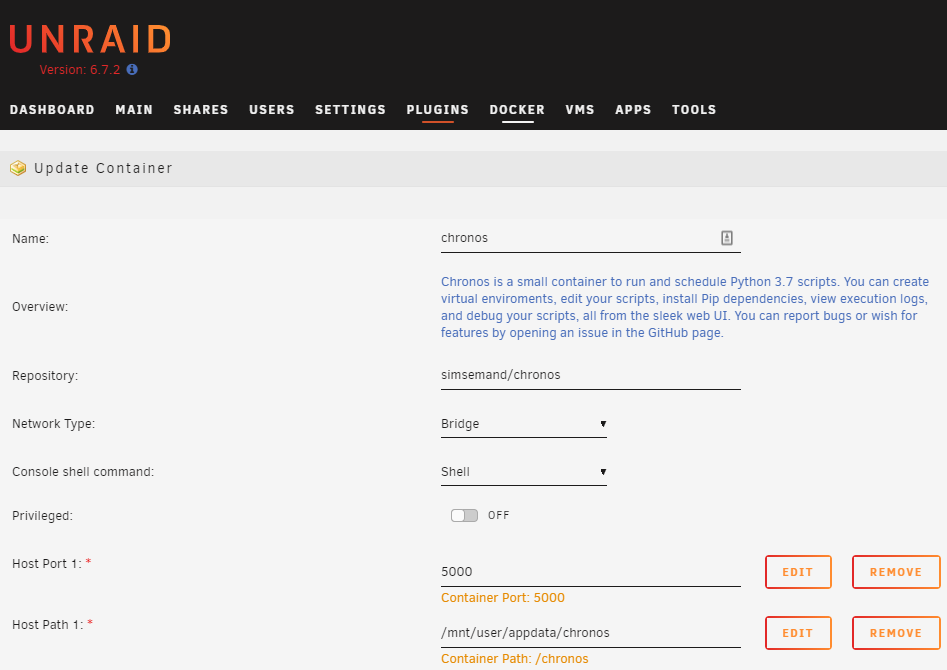 UNRAID
Version: 6.7.2
DASHBOARD MAIN SHARES USERS SETTINGS PLUGINS DOCKER VMS APPS TOOLS
Update Container
Name: chronos
Overview: Chronos is a small container to run and schedule Python 3.7 scripts. You can create
virtual enviroments, edit your scripts, install Pip dependencies, view execution logs,
and debug your scripts, all from the sleek web UI. You can report bugs or wish for
features by opening an issue in the GitHub page.
Repository: simsemand/chronos
Network Type: Bridge
Console shell command: Shell
Privileged: OFF
Host Port 1: * 5000 EDIT REMOVE
Container Port: 5000
Host Path 1: * /mnt/user/appdata/chronos EDIT REMOVE
Container Path: /chronos